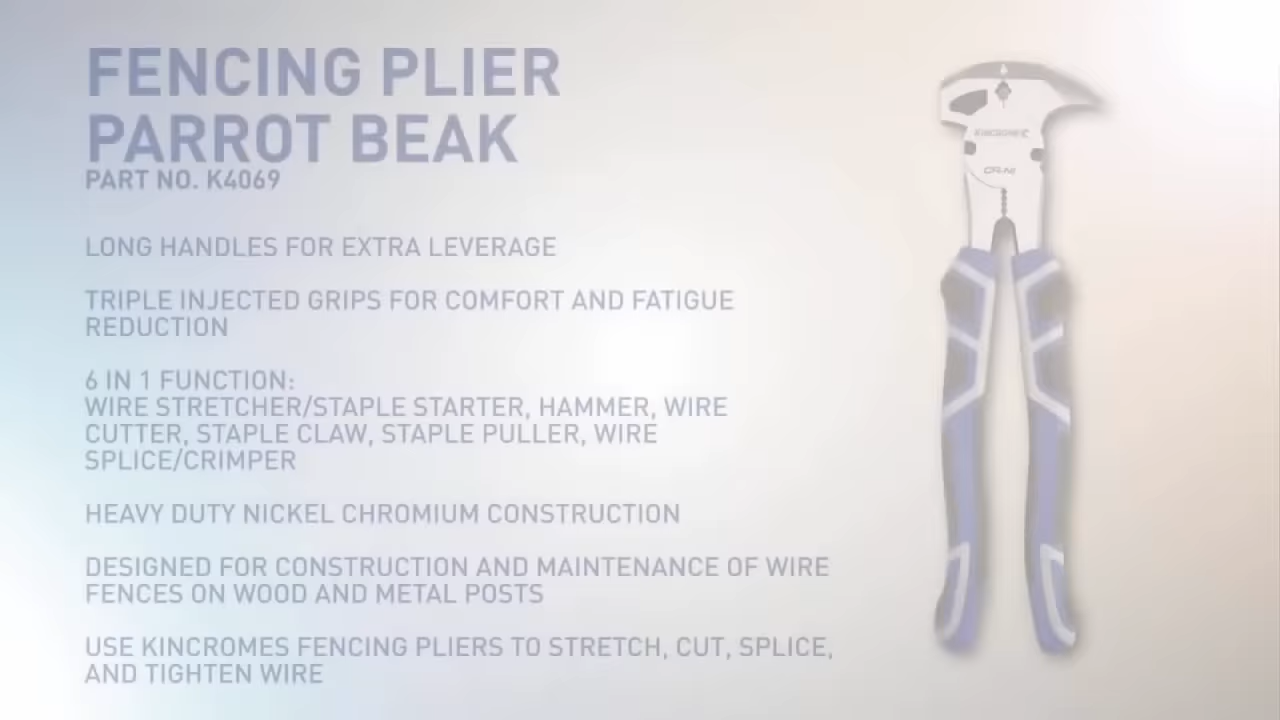 FENCING PLIER
PARROT BEAK
PART NO. K4069
LONG HANDLES FOR EXTRA LEVERAGE
TRIPLE INJECTED GRIPS FOR COMFORT AND FATIGUE
REDUCTION
6 IN 1 FUNCTION:
WIRE STRETCHER/STAPLE STARTER, HAMMER, WIRE
CUTTER, STAPLE CLAW, STAPLE PULLER, WIRE
SPLICE/CRIMPER
HEAVY DUTY NICKEL CHROMIUM CONSTRUCTION
DESIGNED FOR CONSTRUCTION AND MAINTENANCE OF WIRE
FENCES ON WOOD AND METAL POSTS
USE KINCROMES FENCING PLIERS TO STRETCH, CUT, SPLICE,
AND TIGHTEN WIRE
KINCROME
CR-NI